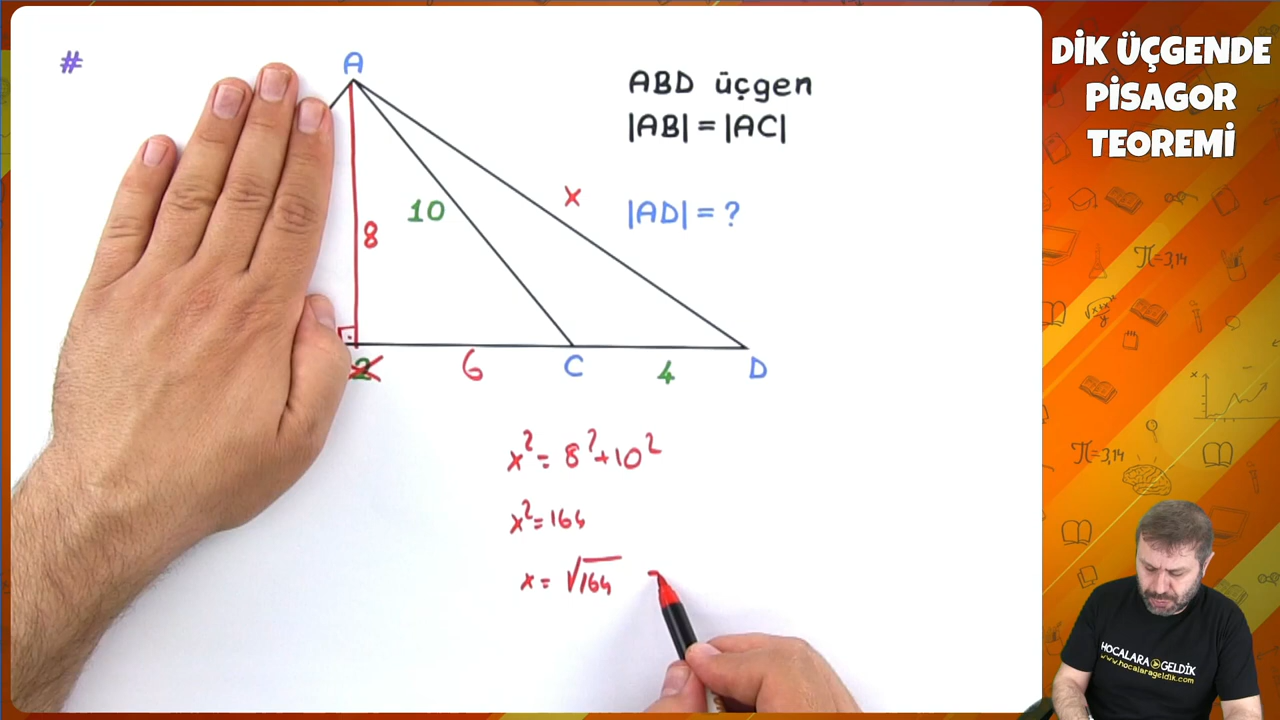 #
A
8
10
x
2
6
C
4
D
ABD üçgen
|AB| = |AC|
|AD| = ?
x² = 8² + 10²
x² = 164
x = √164
DİK ÜÇGENDE
PİSAGOR
TEOREMİ
π = 3,14
π = 3,14
HOCALARA GELDİK
www.hocalarageldik.com